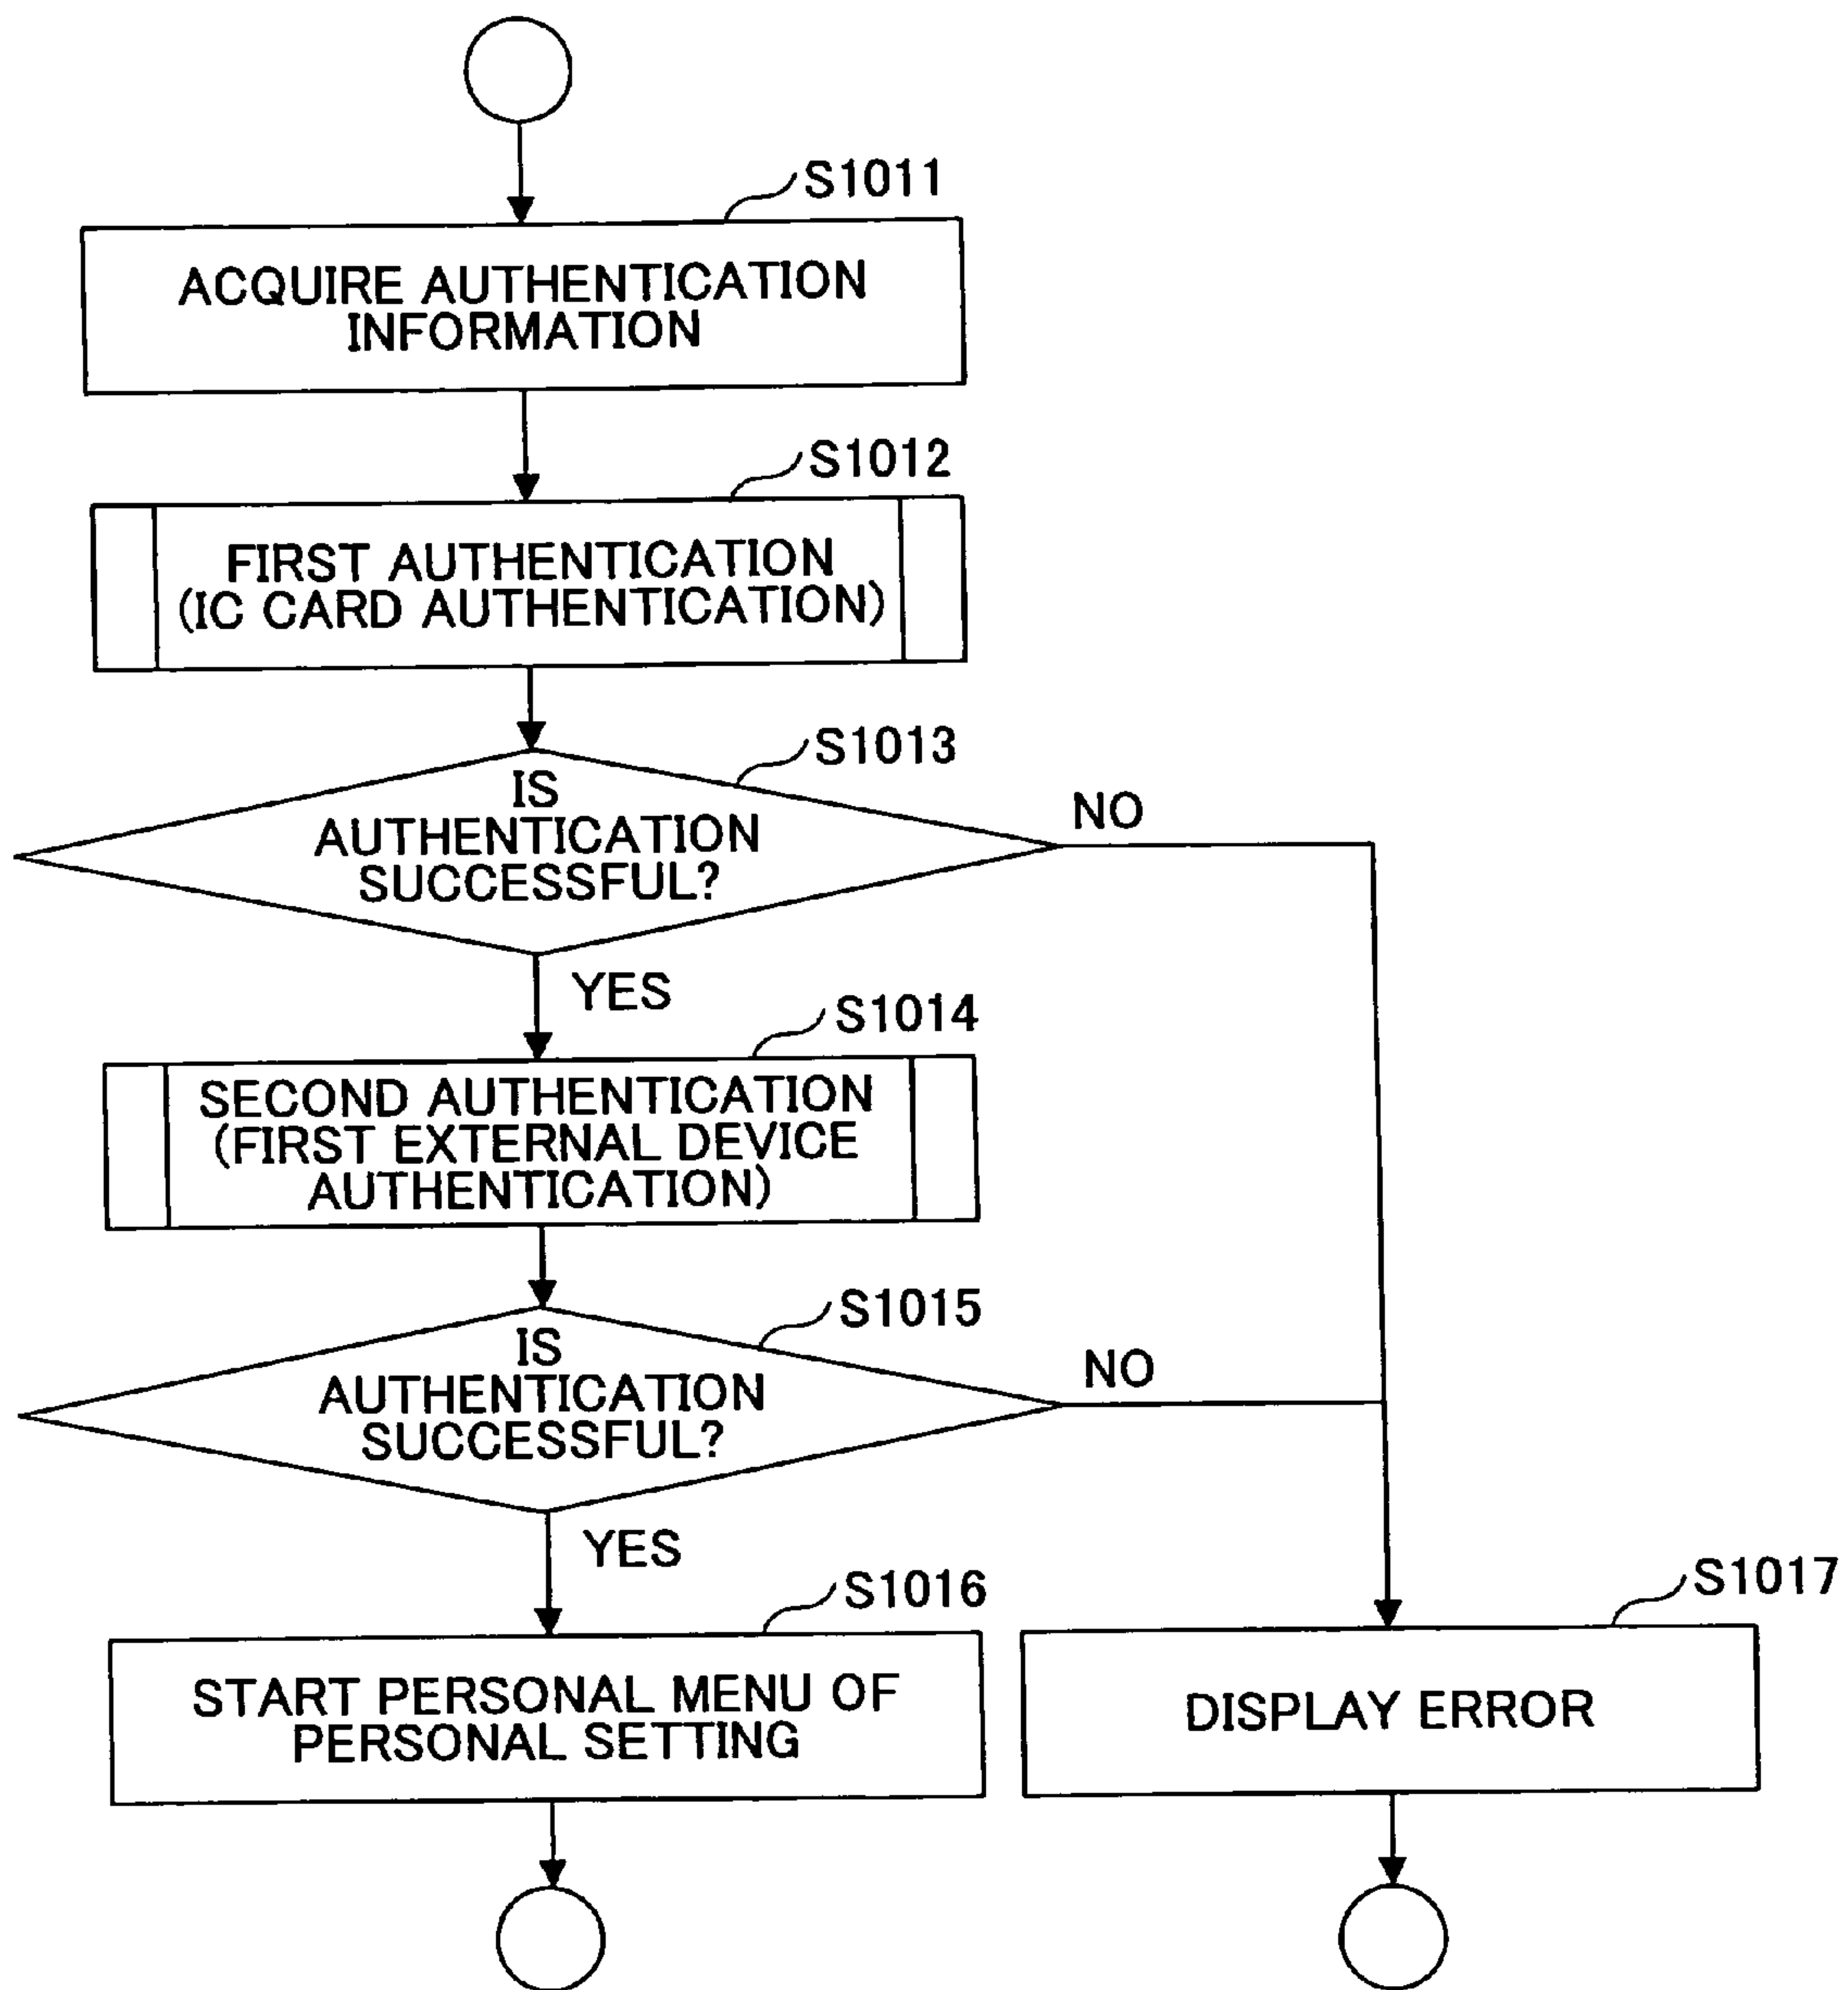 S1011
ACQUIRE AUTHENTICATION
INFORMATION
S1012
FIRST AUTHENTICATION
(IC CARD AUTHENTICATION)
S1013
IS
AUTHENTICATION
SUCCESSFUL?
NO
YES
S1014
SECOND AUTHENTICATION
(FIRST EXTERNAL DEVICE
AUTHENTICATION)
S1015
IS
AUTHENTICATION
SUCCESSFUL?
NO
YES
S1016
START PERSONAL MENU OF
PERSONAL SETTING
S1017
DISPLAY ERROR